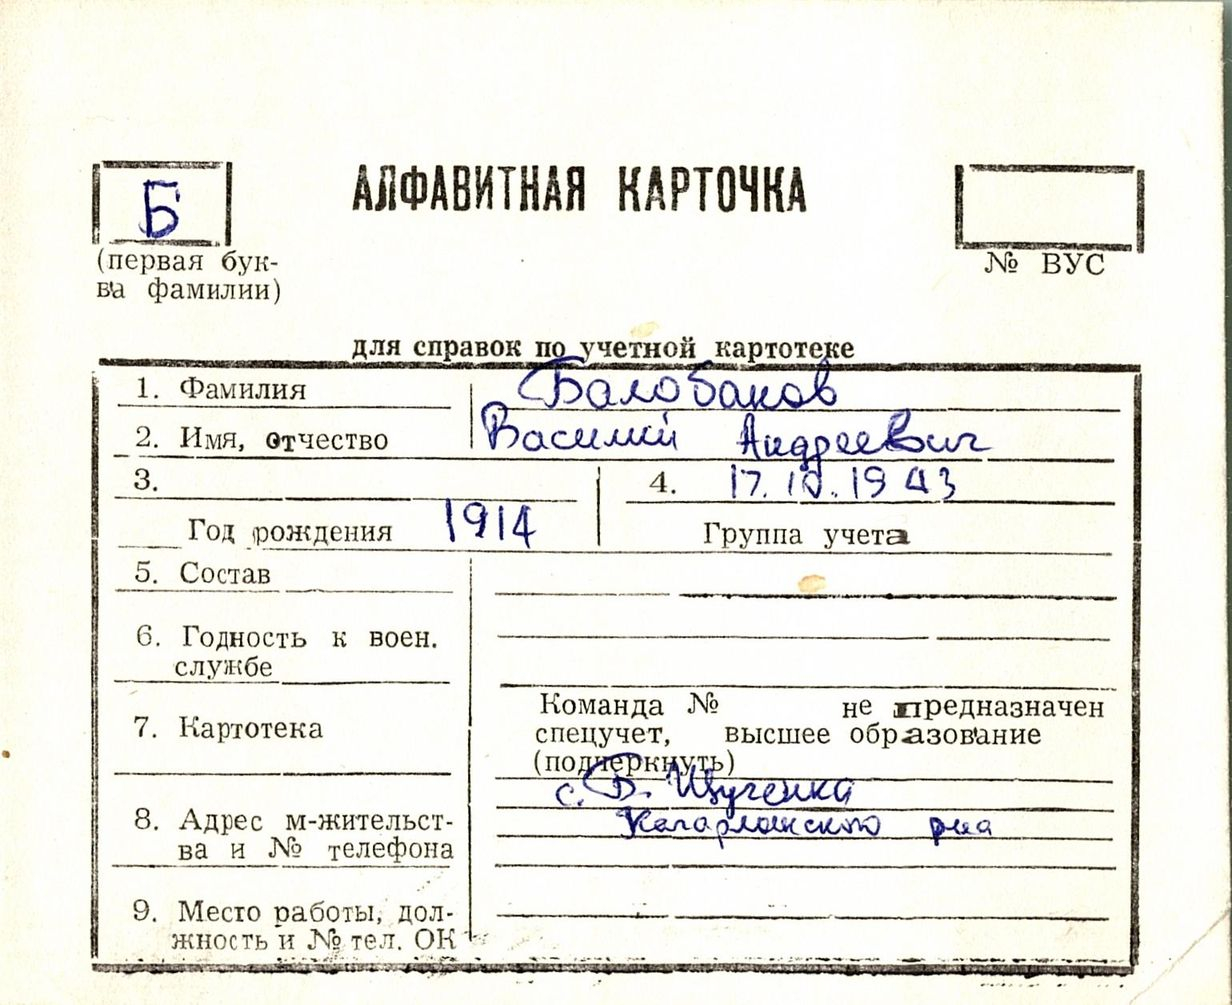 Б
АЛФАВИТНАЯ КАРТОЧКА
(первая бук-
ва фамилии)
№ ВУС
для справок по учетной картотеке
1. Фамилия Балобанов
2. Имя, отчество Василий Андреевич
3. 4. 17. 10. 1943
Год рождения 1914 Группа учета
5. Состав
6. Годность к воен.
службе
7. Картотека
Команда № не предназначен
спецучет, высшее образование
(подчеркнуть)
с. Б. Щученка
Кагарлыкского р-на
8. Адрес м-жительст-
ва и № телефона
9. Место работы, дол-
жность и № тел. ОК